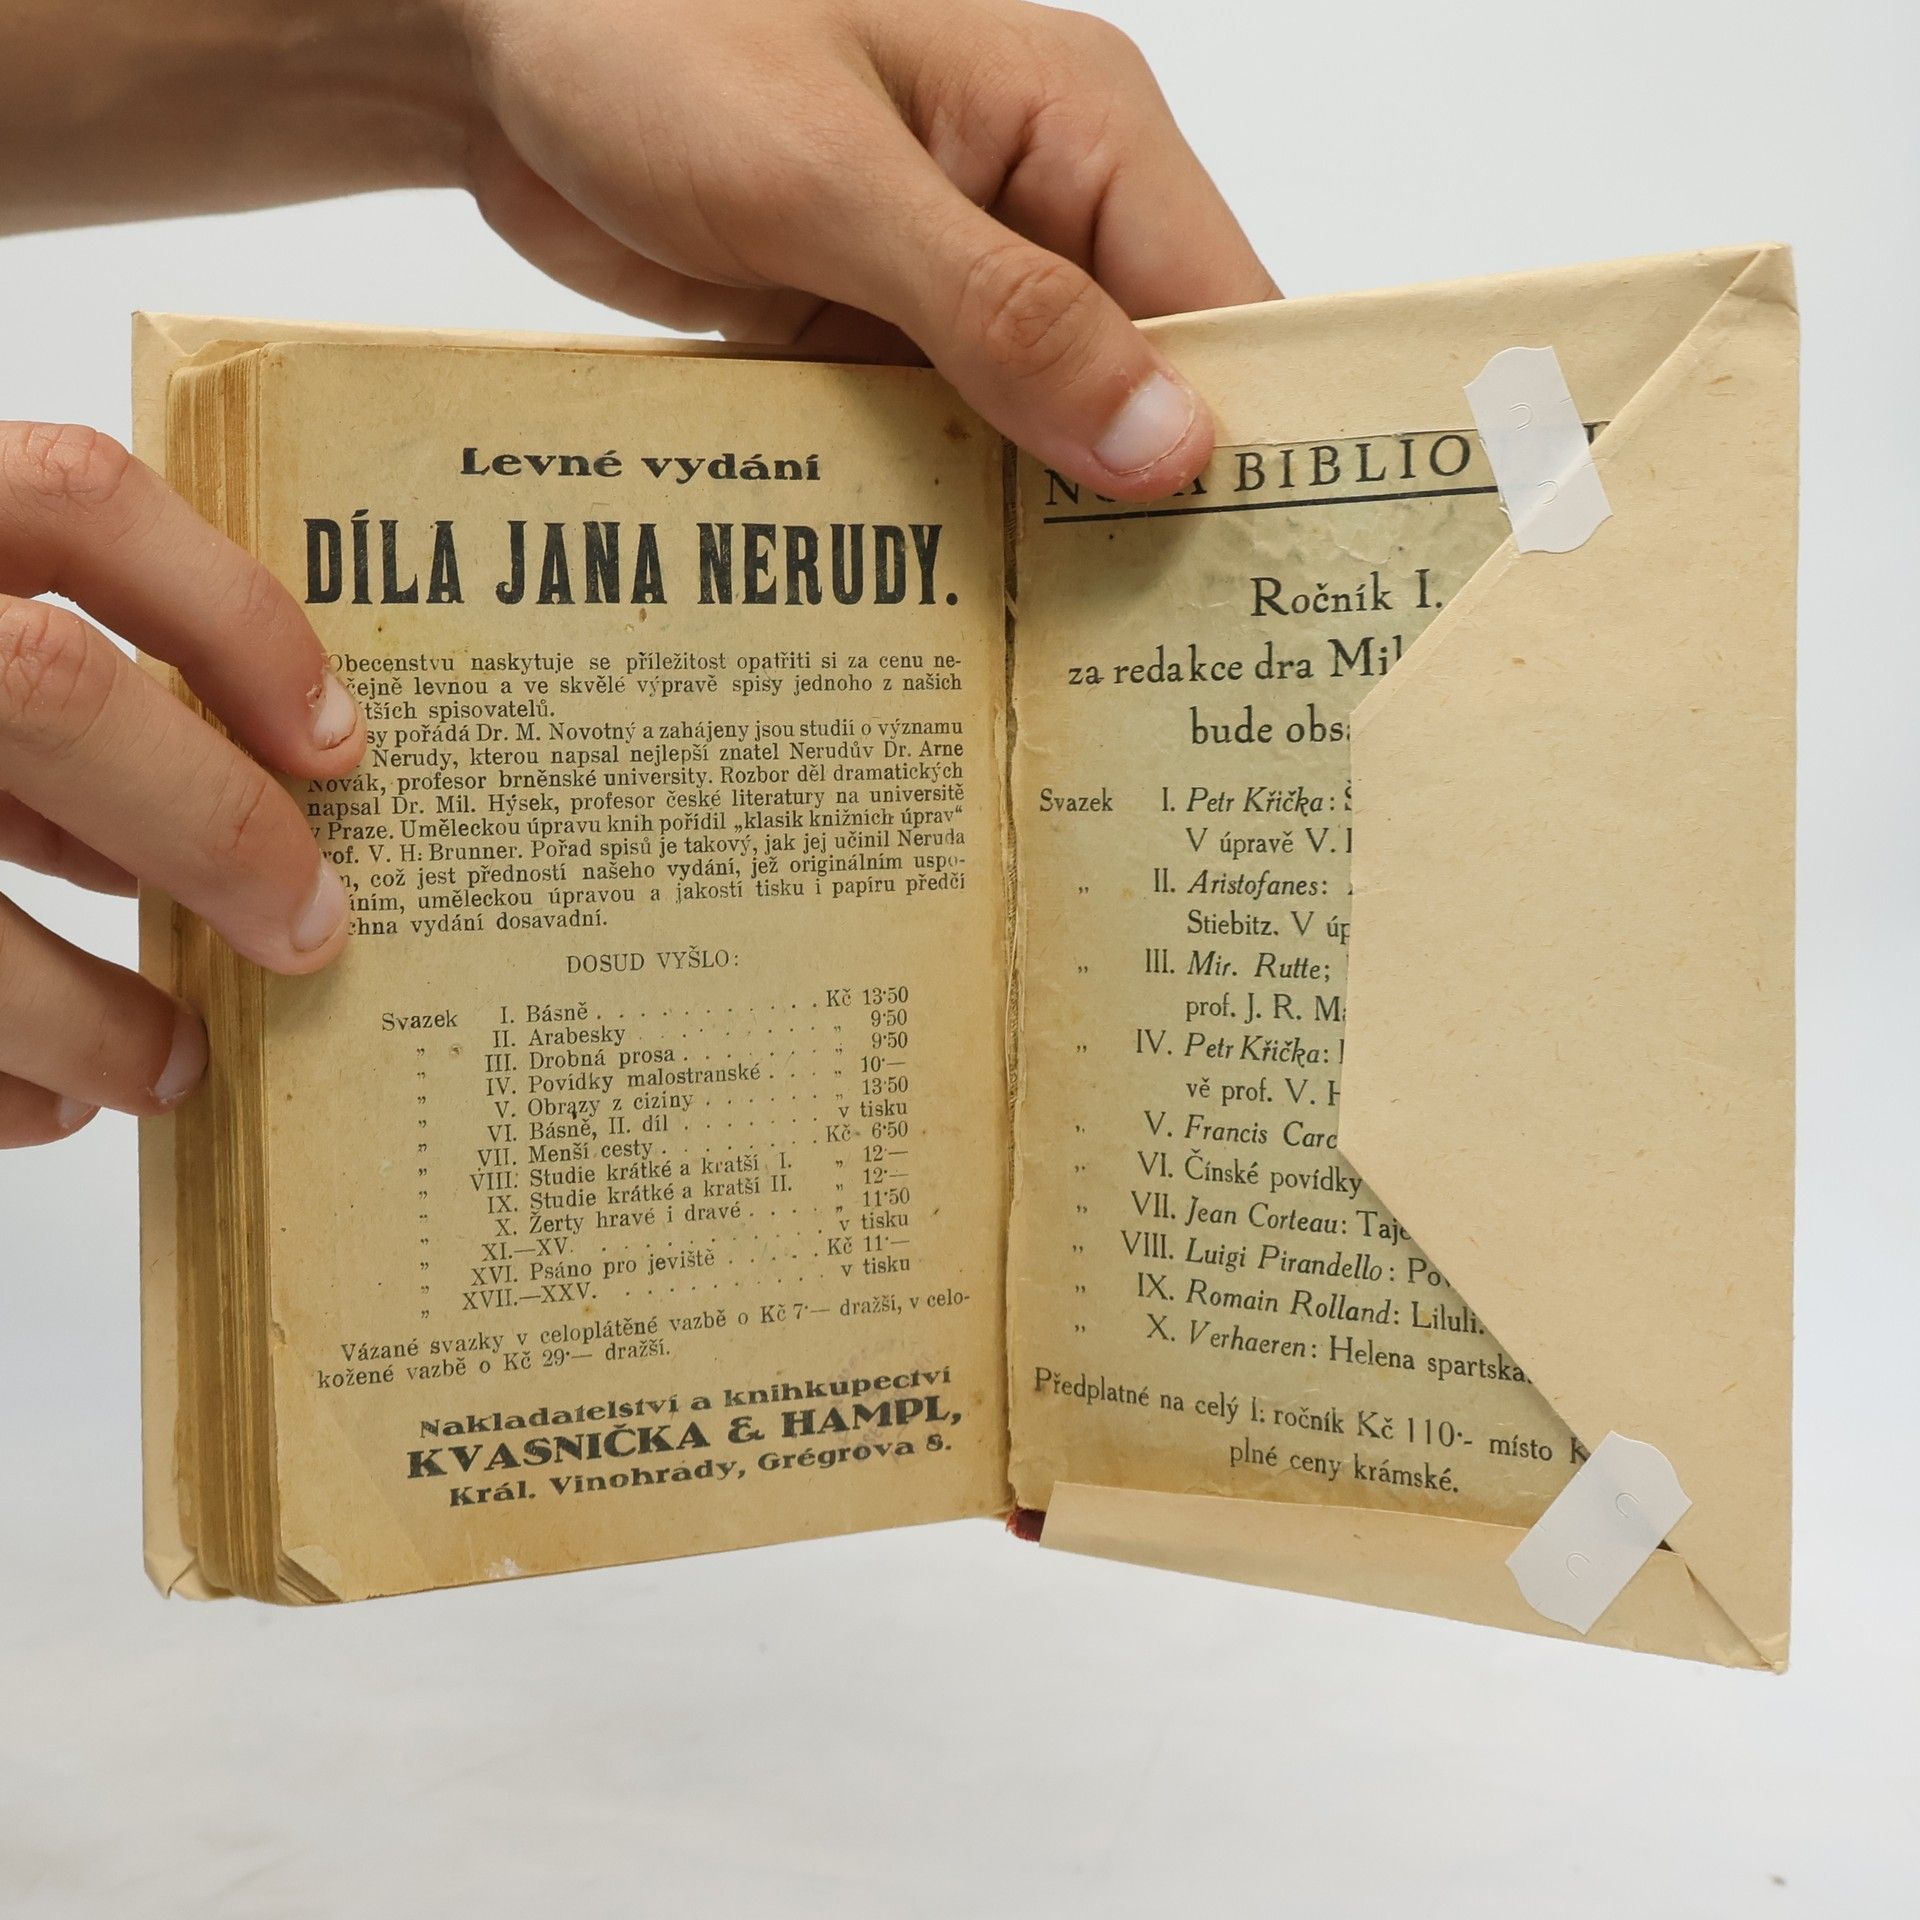 Levné vydání
DÍLA JANA NERUDY.
Obecenstvu naskytuje se příležitost opatřiti si za cenu ne-
levnou a ve skvělé výpravě spisy jednoho z našich
spisovatelů.
pořádá Dr. M. Novotný a zahájeny jsou studií o významu
Nerudy, kterou napsal nejlepší znatel Nerudův Dr. Arne
Novák, profesor brněnské university. Rozbor děl dramatických
napsal Dr. Mil. Hýsek, profesor české literatury na universitě
v Praze. Uměleckou úpravu knih pořídil „klasik knižních úprav“
prof. V. H. Brunner. Pořad spisů je takový, jak jej učinil Neruda
což jest předností našeho vydání, jež originálním uspo-
uměleckou úpravou a jakostí tisku i papíru předčí
vydání dosavadní.
DOSUD VYŠLO:
Svazek I. Básně . . . . . . . . . . Kč 13·50
„ II. Arabesky . . . . . . . „ 9·50
„ III. Drobná prosa . . . . . . . „ 9·50
„ IV. Povídky malostranské . . . . „ 10·—
„ V. Obrazy z ciziny . . . . . . „ 13·50
„ VI. Básně, II. díl . . . . . . . v tisku
„ VII. Menší cesty . . . . . . . . Kč 6·50
„ VIII. Studie krátké a kratší I. „ 12·—
„ IX. Studie krátké a kratší II. „ 12·—
„ X. Žerty hravé i dravé . . . . „ 11·50
„ XI.—XV. . . . . . . . . . . v tisku
„ XVI. Psáno pro jeviště . . . . . Kč 11·—
„ XVII.—XXV. . . . . . . . . . v tisku
Vázané svazky v celoplátěné vazbě o Kč 7·— dražší, v celo-
kožené vazbě o Kč 29·— dražší.
Nakladatelství a knihkupectví
KVASNIČKA & HAMPL,
Král. Vinohrady, Grégrova 8.
BIBLIO
Ročník I.
za redakce dra Mil
bude obs
Svazek I. Petr Křička:
V úpravě V.
„ II. Aristofanes:
Stiebitz. V
„ III. Mir. Rutte;
prof. J. R.
„ IV. Petr Křička:
vě prof. V. H
„ V. Francis Carc
„ VI. Čínské povídky
„ VII. Jean Corteau: Taje
„ VIII. Luigi Pirandello: Po
„ IX. Romain Rolland: Liluli.
„ X. Verhaeren: Helena spartská.
Předplatné na celý I. ročník Kč 110·- místo K
plné ceny krámské.